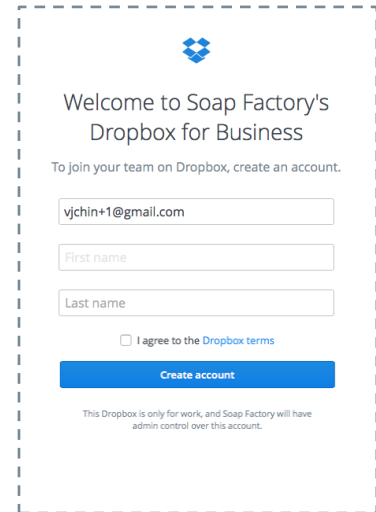 Welcome to Soap Factory's
Dropbox for Business
To join your team on Dropbox, create an account.
vjchin+1@gmail.com
First name
Last name
I agree to the Dropbox terms
Create account
This Dropbox is only for work, and Soap Factory will have
admin control over this account.